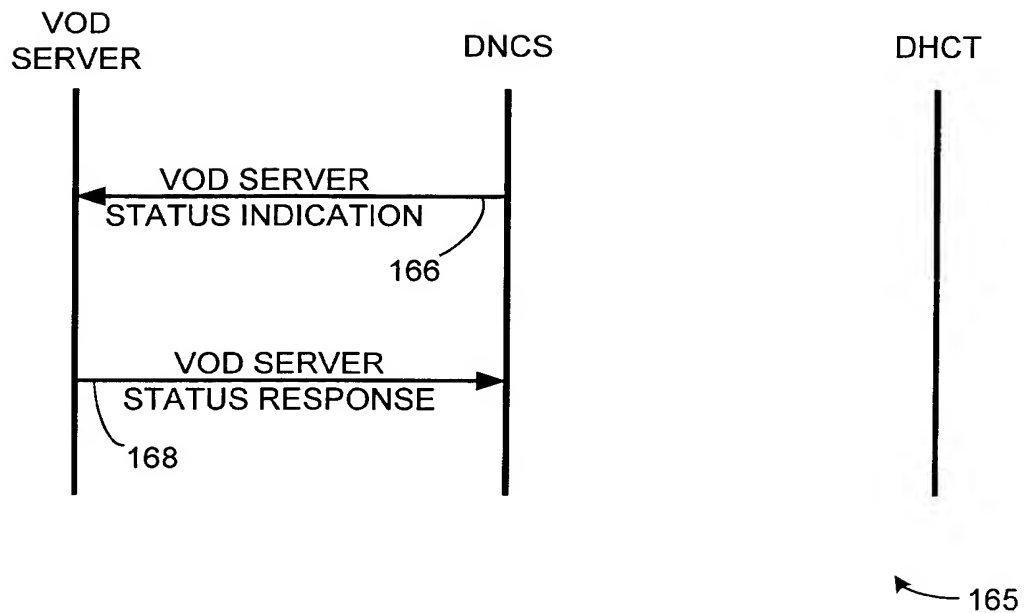 VOD
SERVER
DNCS
DHCT
VOD SERVER
STATUS INDICATION
166
VOD SERVER
STATUS RESPONSE
168
165